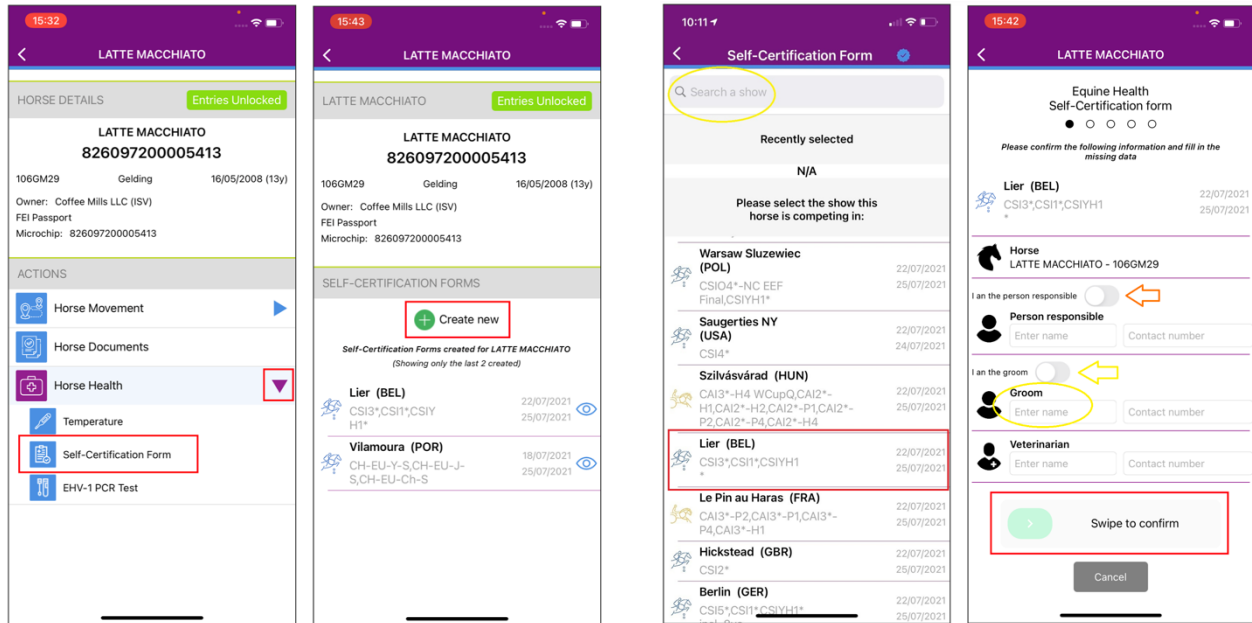 15:32
LATTE MACCHIATO
HORSE DETAILS
Entries Unlocked
LATTE MACCHIATO
826097200005413
106GM29 Gelding 16/05/2008 (13y)
Owner: Coffee Mills LLC (ISV)
FEI Passport
Microchip: 826097200005413
ACTIONS
Horse Movement
Horse Documents
Horse Health
Temperature
Self-Certification Form
EHV-1 PCR Test
15:43
LATTE MACCHIATO
LATTE MACCHIATO
Entries Unlocked
LATTE MACCHIATO
826097200005413
106GM29 Gelding 16/05/2008 (13y)
Owner: Coffee Mills LLC (ISV)
FEI Passport
Microchip: 826097200005413
SELF-CERTIFICATION FORMS
Create new
Self-Certification Forms created for LATTE MACCHIATO
(Showing only the last 2 created)
Lier (BEL)
22/07/2021
CSI3*,CSI1*,CSIY
H1*
25/07/2021
Vilamoura (POR)
18/07/2021
CH-EU-Y-S,CH-EU-J-
S,CH-EU-Ch-S
25/07/2021
10:11
Self-Certification Form
Search a show
Recently selected
N/A
Please select the show this
horse is competing in:
Warsaw Sluzewiec
(POL)
22/07/2021
CSIO4*-NC EEF
Final,CSIYH1*
25/07/2021
Saugerties NY
(USA)
22/07/2021
CSI4*
24/07/2021
Szilvásvárad (HUN)
22/07/2021
CAI3*-H4 WCupQ,CAI2*-
H1,CAI2*-H2,CAI2*-P1,CAI2*-
P2,CAI2*-P4,CAI2*-H4
25/07/2021
Lier (BEL)
22/07/2021
CSI3*,CSI1*,CSIYH1
*
25/07/2021
Le Pin au Haras (FRA)
22/07/2021
CAI3*-P2,CAI3*-P1,CAI3*-
P4,CAI3*-H1
25/07/2021
Hickstead (GBR)
22/07/2021
CSI2*
25/07/2021
Berlin (GER)
22/07/2021
CSI5*,CSI1*,CSIYH1*
25/07/2021
15:42
LATTE MACCHIATO
Equine Health
Self-Certification form
Please confirm the following information and fill in the
missing data
Lier (BEL)
22/07/2021
CSI3*,CSI1*,CSIYH1
*
25/07/2021
Horse
LATTE MACCHIATO - 106GM29
I an the person responsible
Person responsible
Enter name Contact number
I an the groom
Groom
Enter name Contact number
Veterinarian
Enter name Contact number
Swipe to confirm
Cancel